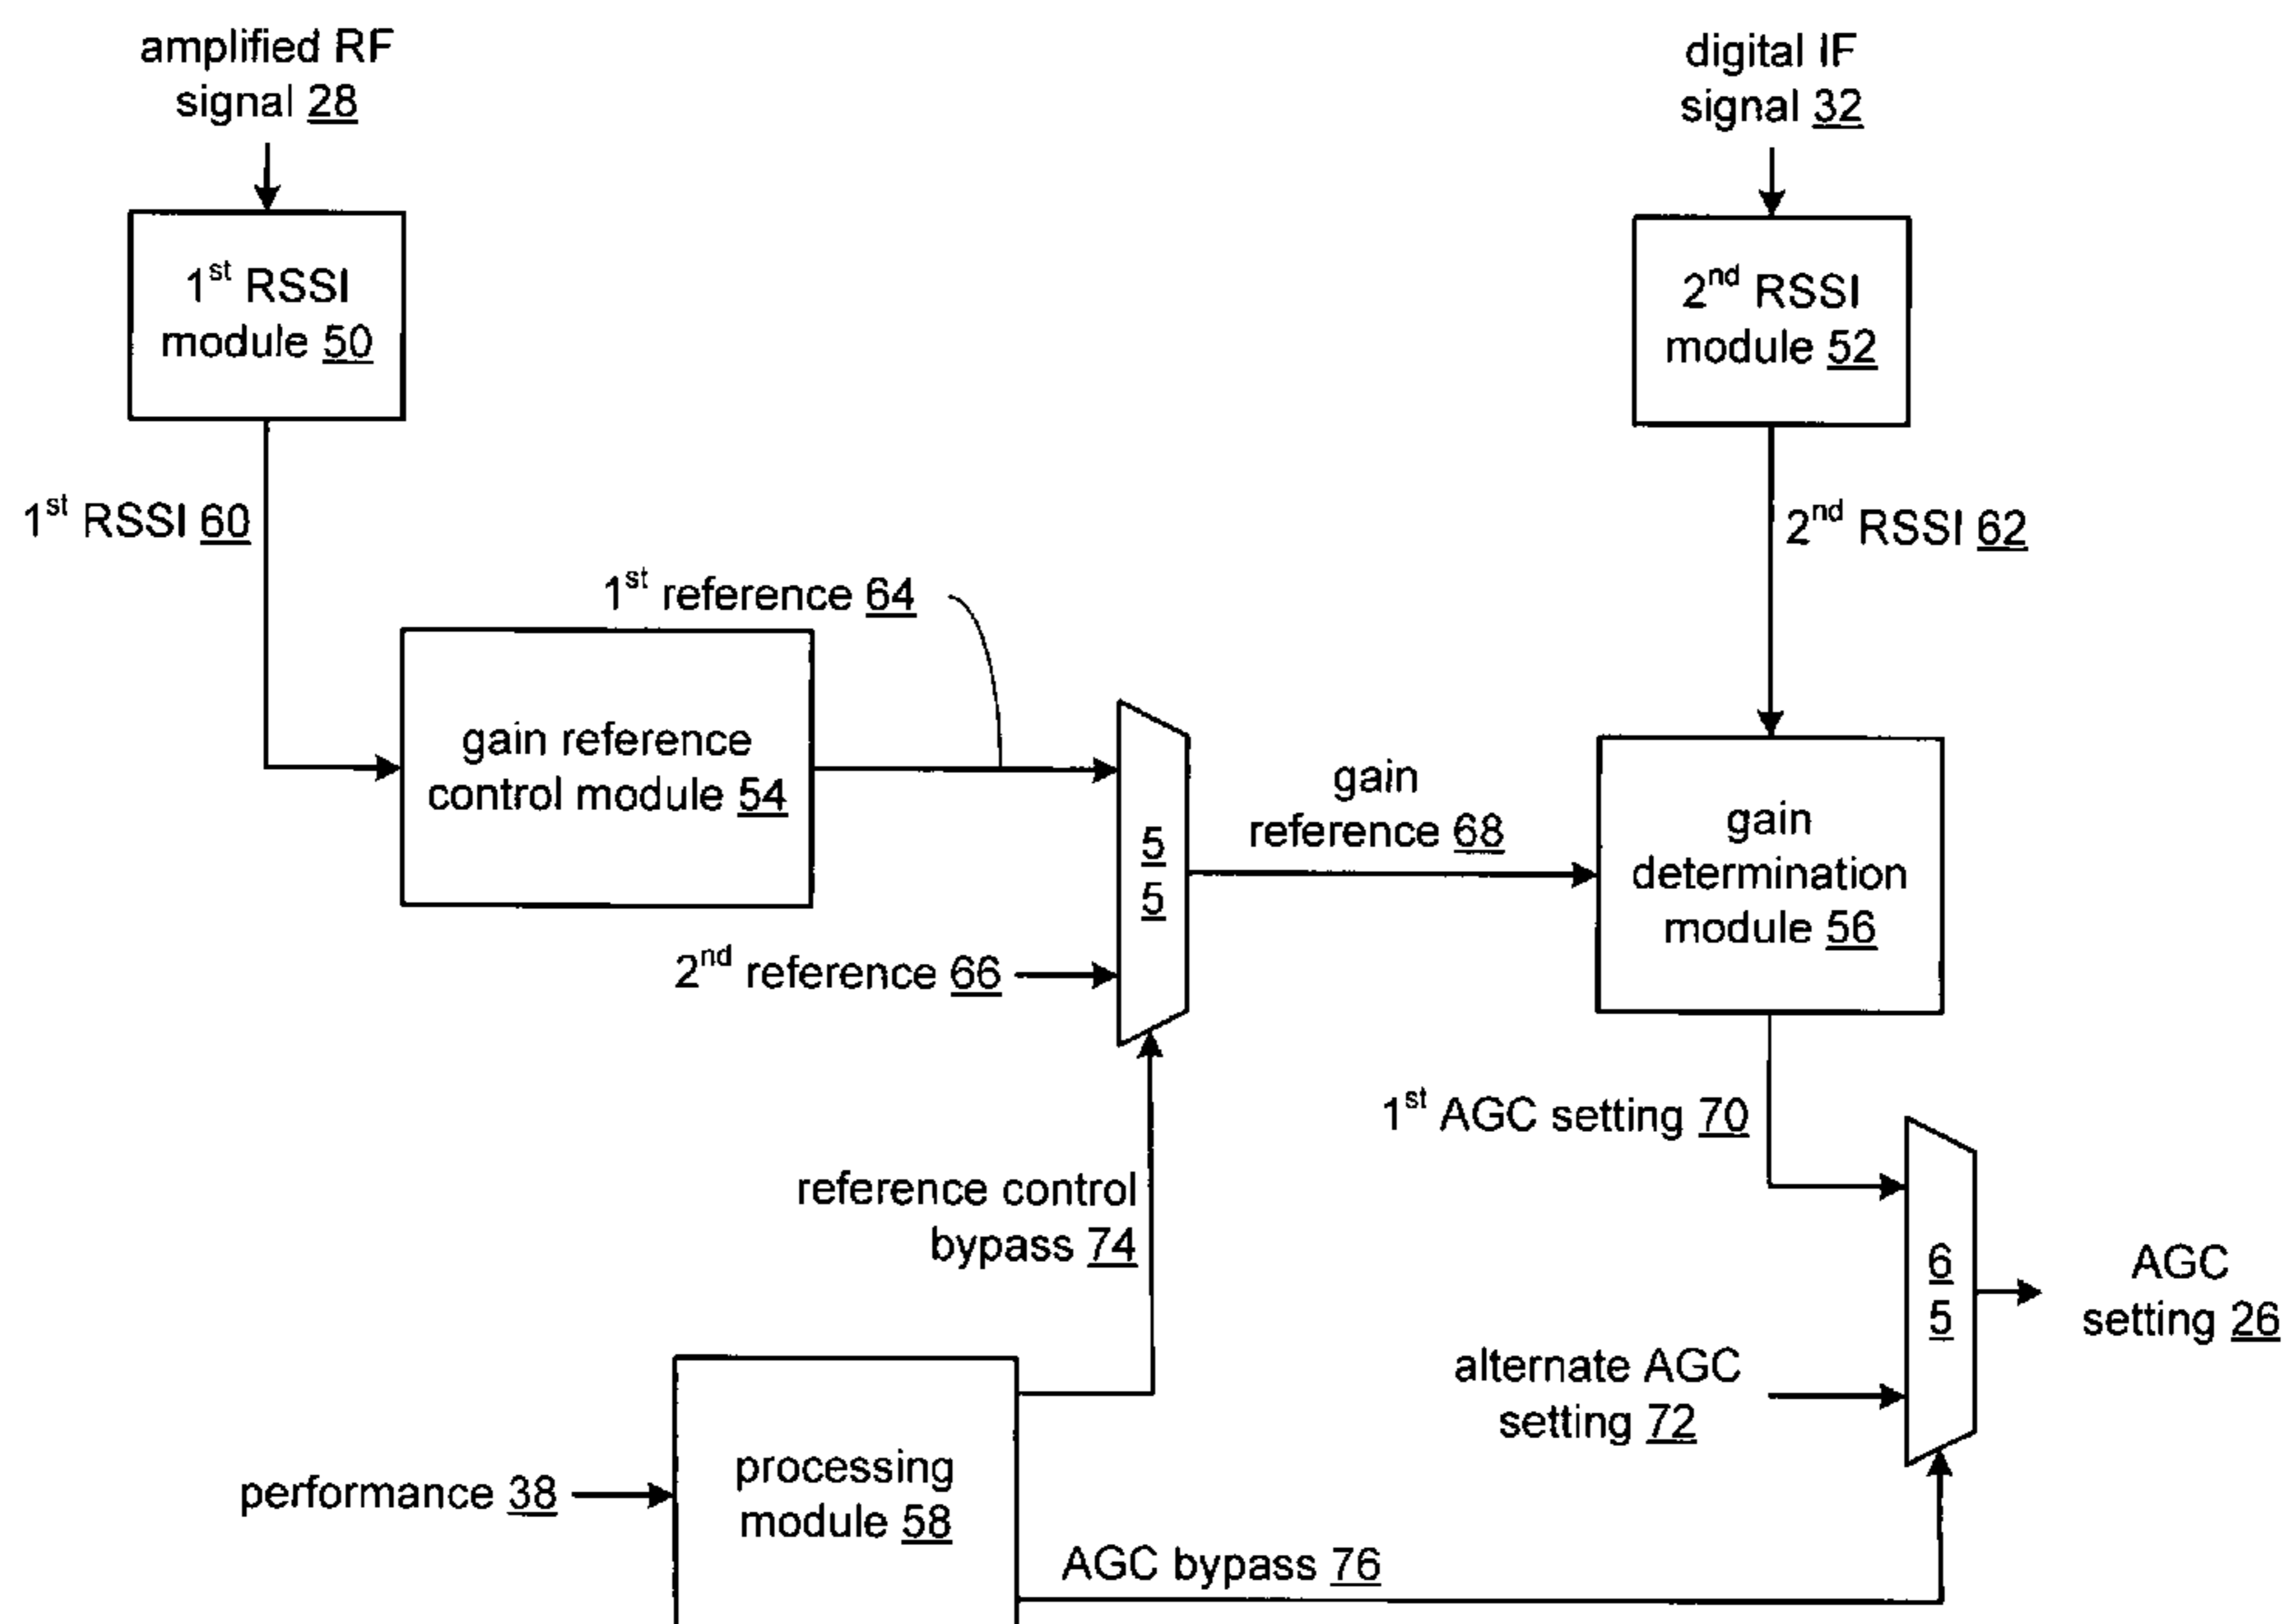 amplified RF
signal 28
digital IF
signal 32
1st RSSI
module 50
2nd RSSI
module 52
1st RSSI 60
2nd RSSI 62
1st reference 64
gain reference
control module 54
gain
reference 68
5
5
gain
determination
module 56
2nd reference 66
1st AGC setting 70
reference control
bypass 74
6
5
AGC
setting 26
alternate AGC
setting 72
performance 38
processing
module 58
AGC bypass 76